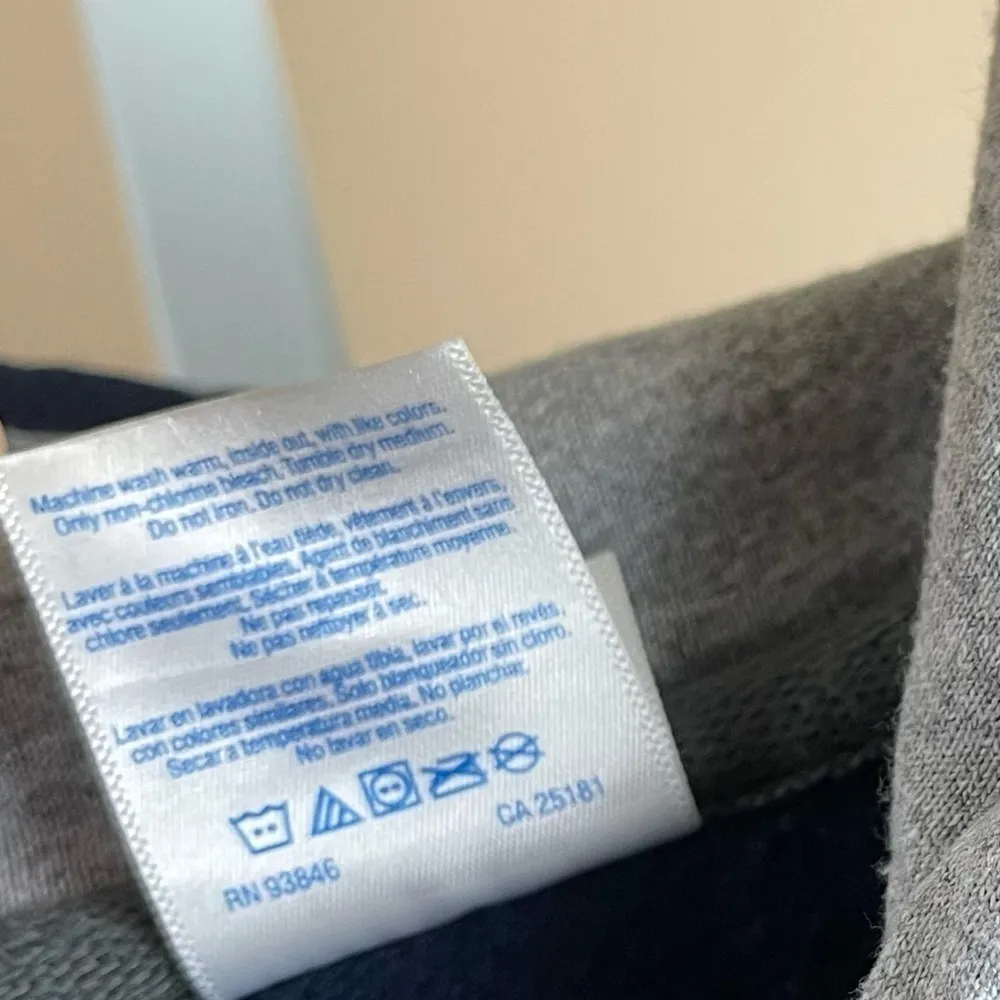 Machine wash warm, inside out, with like colors.
Only non-chlorine bleach. Tumble dry medium.
Do not iron. Do not dry clean.
Laver à la machine à l'eau tiède, vêtement à l'envers,
avec couleurs semblables. Agent de blanchiment sans
chlore seulement. Sécher à température moyenne.
Ne pas repasser.
Ne pas nettoyer à sec.
Lavar en lavadora con agua tibia, lavar por el revés,
con colores similares. Solo blanqueador sin cloro.
Secar a temperatura media. No planchar.
No lavar en seco.
RN 93846
CA 25181